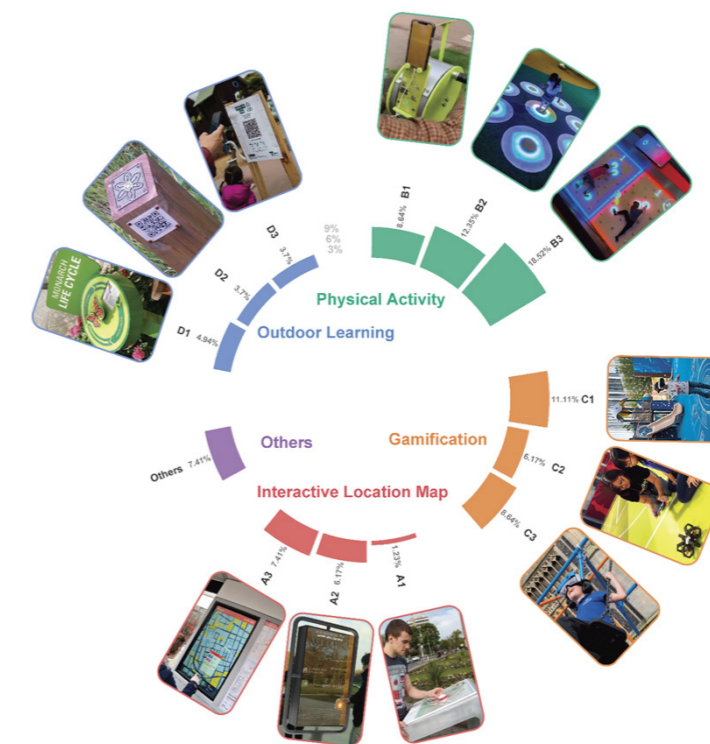 B1
8.64%
B2
12.35%
B3
18.52%
Physical Activity
9%
6%
3%
D3
3.7%
D2
3.7%
D1 4.94%
Outdoor Learning
MONARCH
LIFE CYCLE
11.11% C1
6.17%
C2
8.64%
C3
Gamification
Others
Others 7.41%
Interactive Location Map
A3
7.41%
A2
6.17%
A1
1.23%